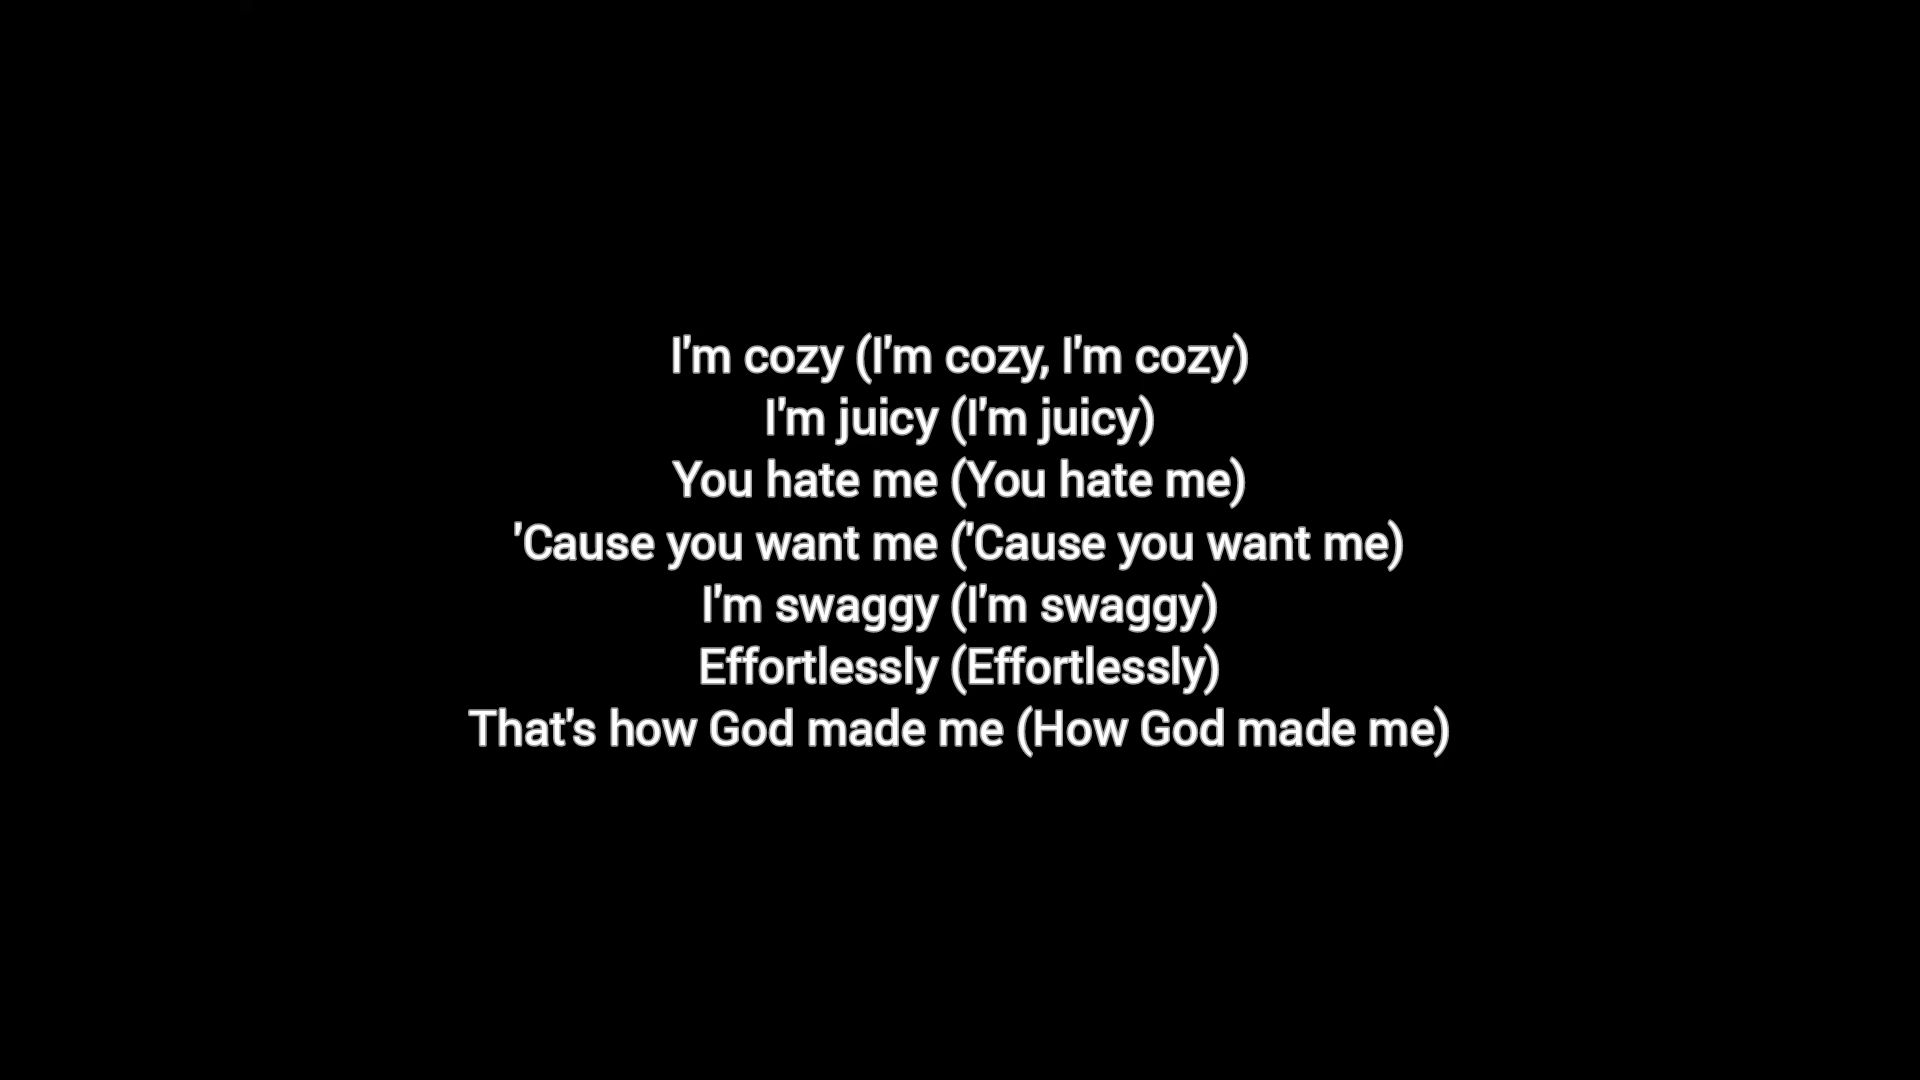 I'm cozy (I'm cozy, I'm cozy)
I'm juicy (I'm juicy)
You hate me (You hate me)
'Cause you want me ('Cause you want me)
I'm swaggy (I'm swaggy)
Effortlessly (Effortlessly)
That's how God made me (How God made me)